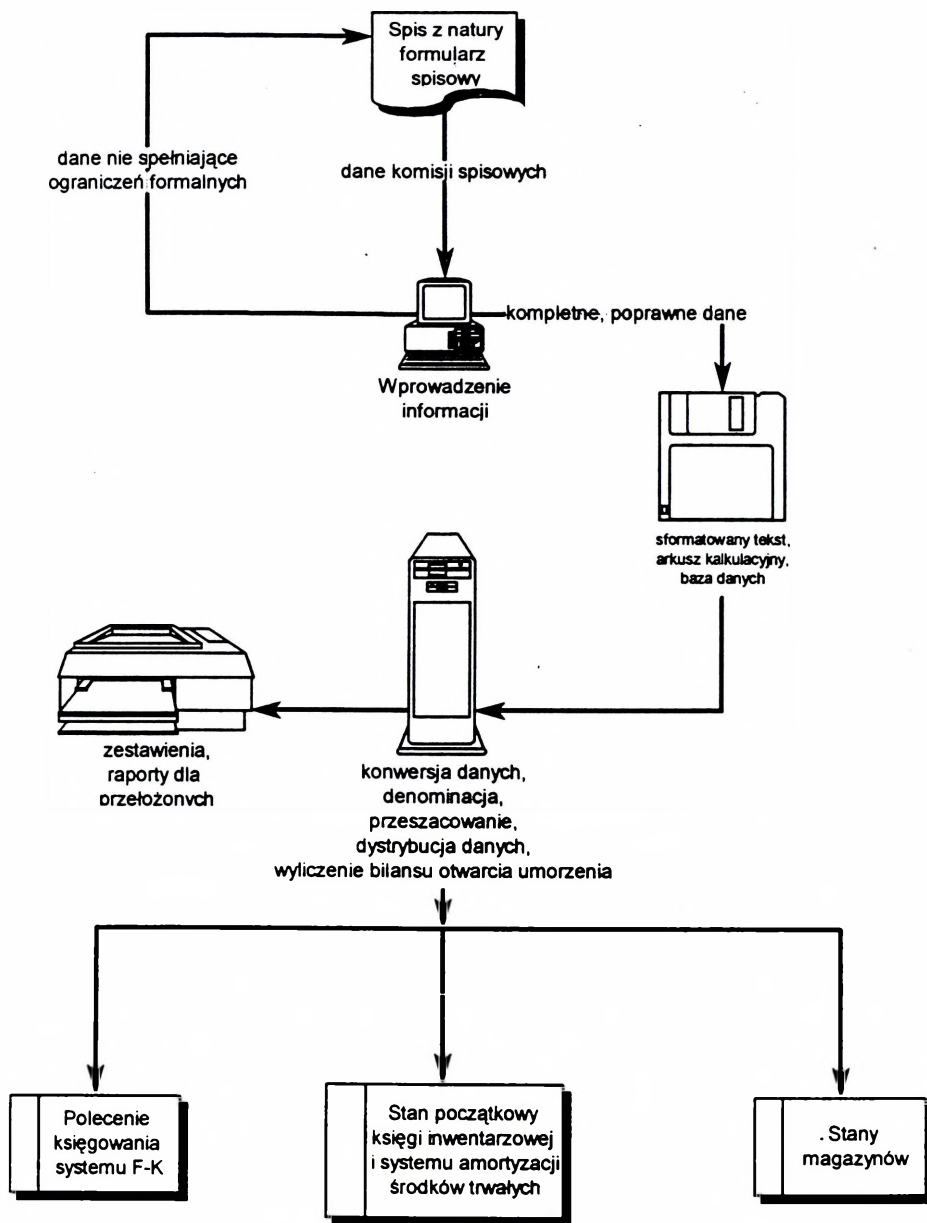 Spis z natury
formularz
spisowy
dane nie spełniające
ograniczeń formalnych
dane komisji spisowych
kompletne, poprawne dane
Wprowadzenie
informacji
sformatowany tekst,
arkusz kalkulacyjny,
baza danych
zestawienia,
raporty dla
przełożonych
konwersja danych,
denominacja,
przeszacowanie,
dystrybucja danych,
wyliczenie bilansu otwarcia umorzenia
Polecenie
księgowania
systemu F-K
Stan początkowy
księgi inwentarzowej
i systemu amortyzacji
środków trwałych
. Stany
magazynów